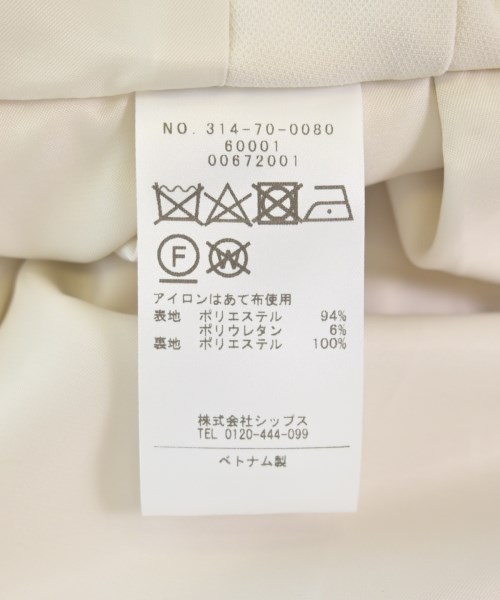 NO. 314-70-0080
60001
00672001
F W
アイロンはあて布使用
表地 ポリエステル 94%
ポリウレタン 6%
裏地 ポリエステル 100%
株式会社シップス
TEL 0120-444-099
ベトナム製